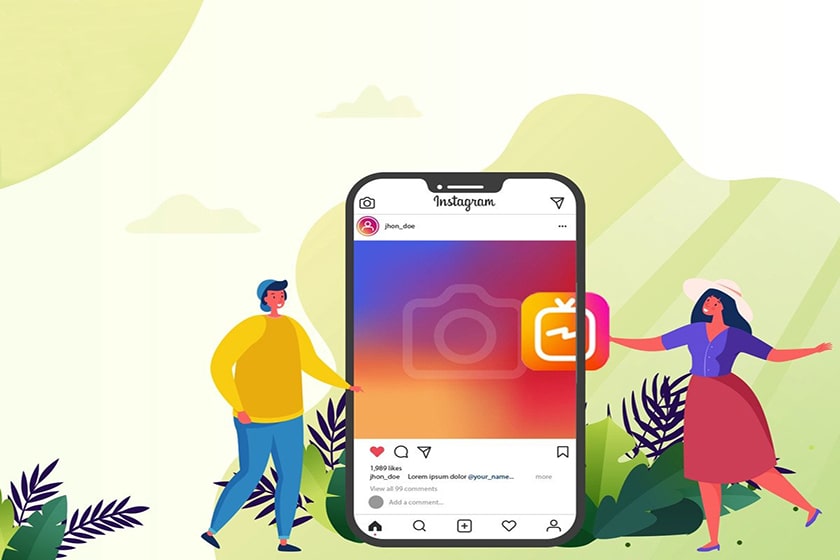 Instagram
jhon_doe
1,989 likes
jhon_doe Lorem ipsum dolor @your_name... more
View all 99 comments
Add a comment...